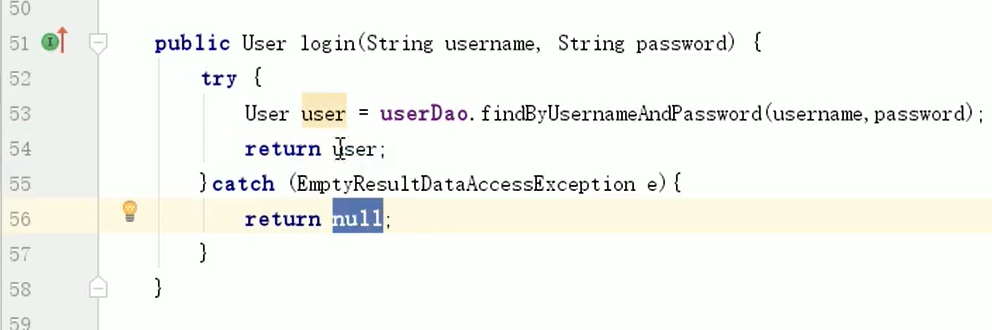 50
51 public User login(String username, String password) {
52 try {
53 User user = userDao.findByUsernameAndPassword(username,password);
54 return user;
55 }catch (EmptyResultDataAccessException e){
56 return null;
57 }
58 }
59